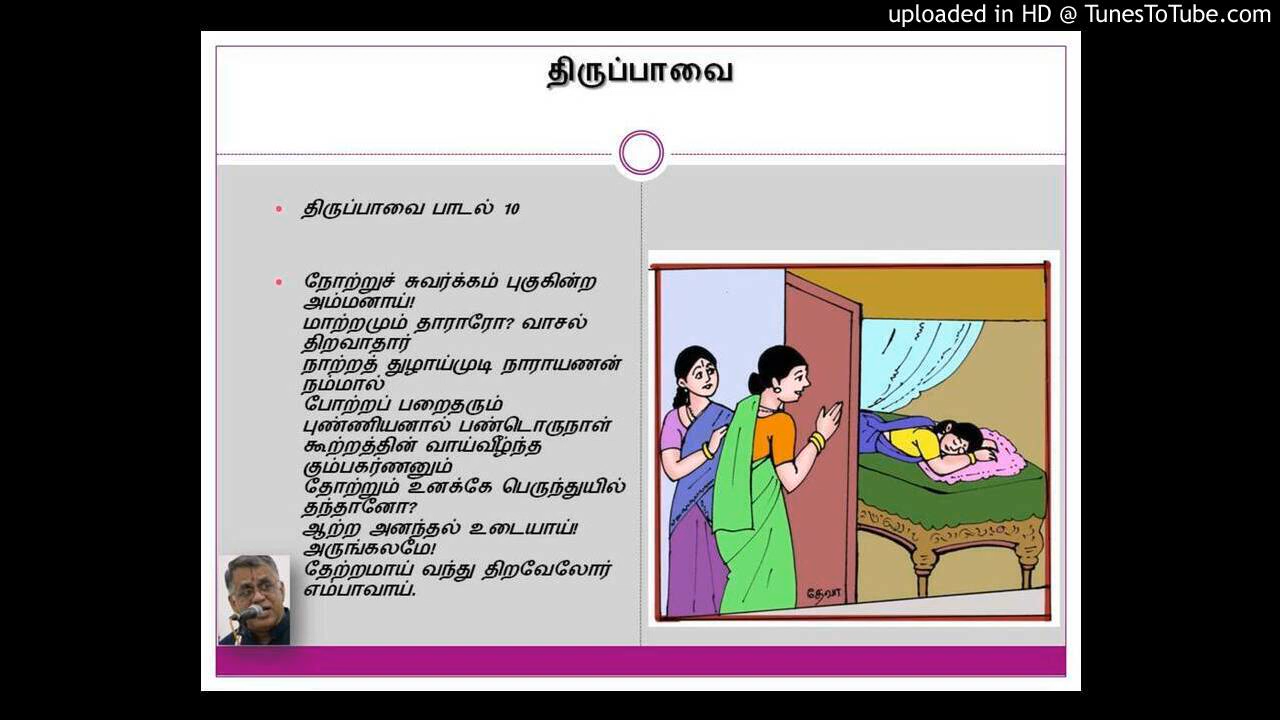 uploaded in HD @ TunesToTube.com
திருப்பாவை
திருப்பாவை பாடல் 10
நோற்றுச் சுவர்க்கம் புகுகின்ற
அம்மனாய்!
மாற்றமும் தாராரோ? வாசல்
திறவாதார்
நாற்றத் துழாய்முடி நாராயணன்
நம்மால்
போற்றப் பறைதரும்
புண்ணியனால் பண்டொருநாள்
கூற்றத்தின் வாய்வீழ்ந்த
கும்பகர்ணனும்
தோற்றும் உனக்கே பெருந்துயில்
தந்தானோ?
ஆற்ற அனந்தல் உடையாய்!
அருங்கலமே!
தேற்றமாய் வந்து திறவேலோர்
எம்பாவாய்.
தேவா